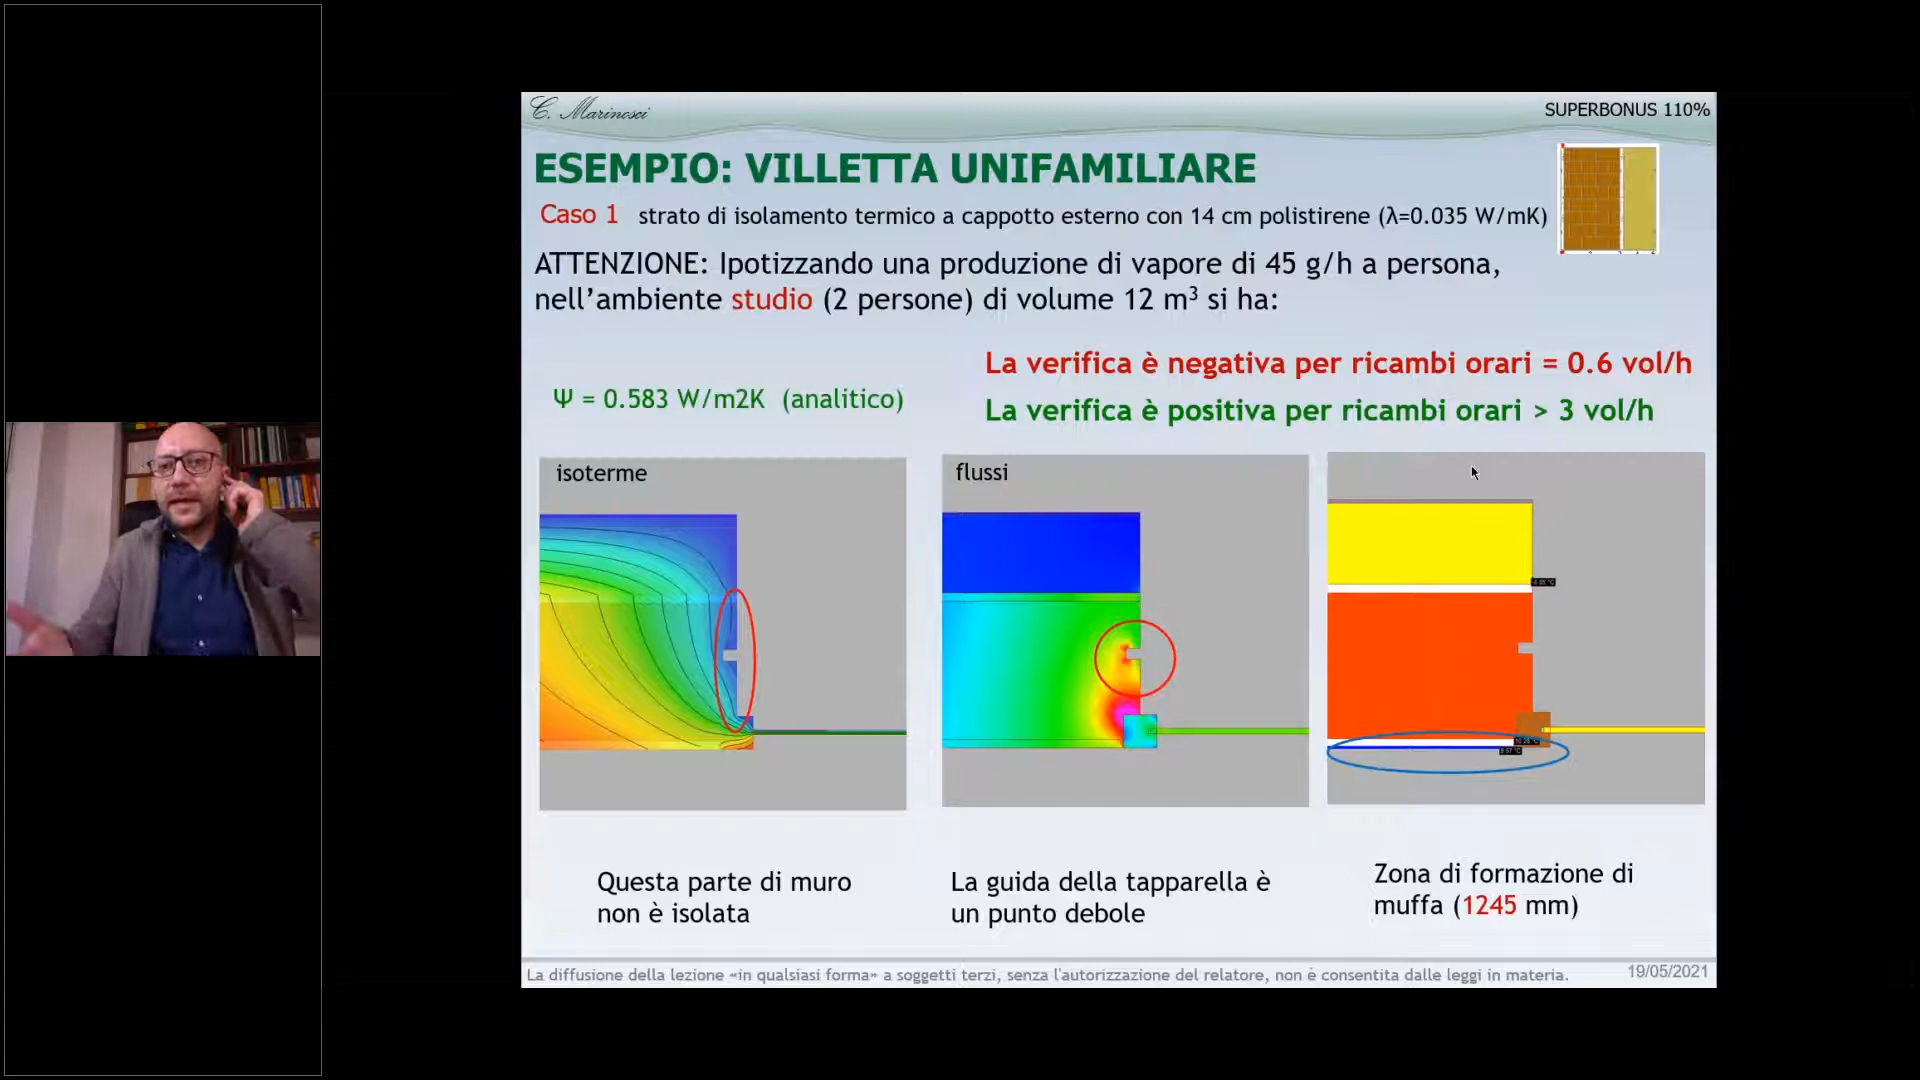 C. Marinosci
SUPERBONUS 110%
ESEMPIO: VILLETTA UNIFAMILIARE
Caso 1 strato di isolamento termico a cappotto esterno con 14 cm polistirene (λ=0.035 W/mK)
ATTENZIONE: Ipotizzando una produzione di vapore di 45 g/h a persona,
nell’ambiente studio (2 persone) di volume 12 m³ si ha:
La verifica è negativa per ricambi orari = 0.6 vol/h
Ψ = 0.583 W/m2K (analitico)
La verifica è positiva per ricambi orari > 3 vol/h
isoterme
flussi
Questa parte di muro
non è isolata
La guida della tapparella è
un punto debole
Zona di formazione di
muffa (1245 mm)
La diffusione della lezione «in qualsiasi forma» a soggetti terzi, senza l'autorizzazione del relatore, non è consentita dalle leggi in materia.
19/05/2021